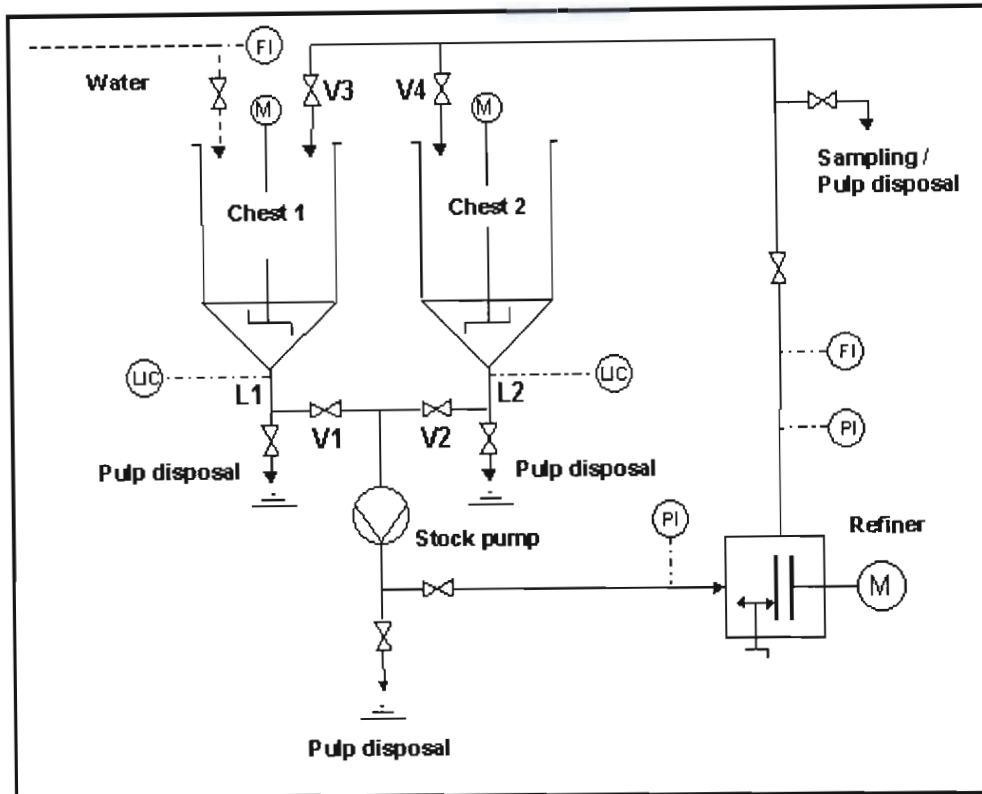 FI
Water
V3
V4
M
M
Sampling /
Pulp disposal
Chest 1
Chest 2
FI
LIC
L1
L2
LIC
V1
V2
PI
Pulp disposal
Pulp disposal
PI
Refiner
Stock pump
M
Pulp disposal